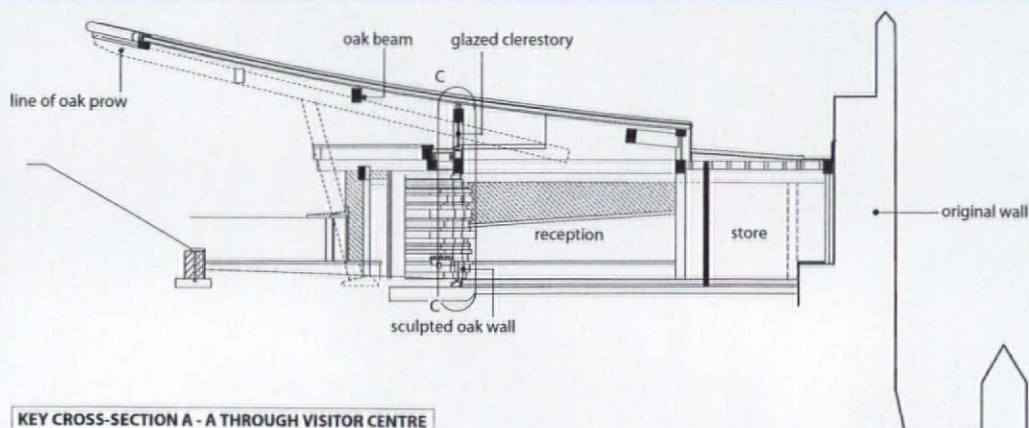 oak beam
glazed clerestory
C
line of oak prow
original wall
reception
store
C
sculpted oak wall
KEY CROSS-SECTION A - A THROUGH VISITOR CENTRE